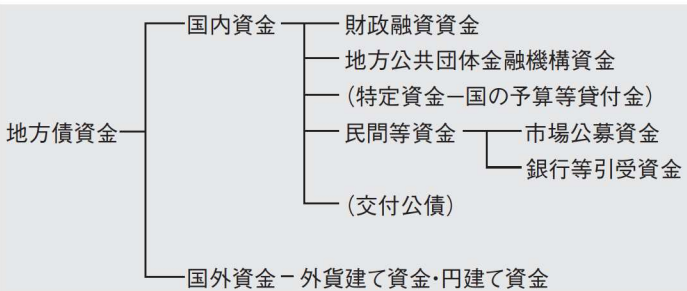 国内資金
財政融資資金
地方公共団体金融機構資金
（特定資金－国の予算等貸付金）
地方債資金
民間等資金
市場公募資金
銀行等引受資金
（交付公債）
国外資金－外貨建て資金・円建て資金